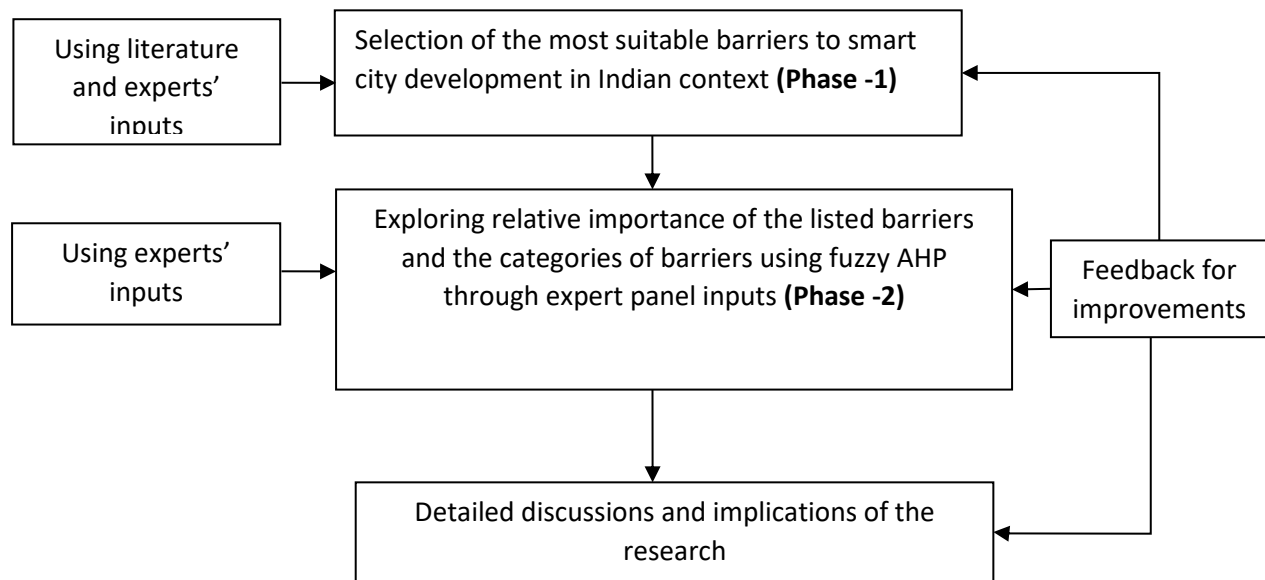 Using literature
and experts'
inputs
Selection of the most suitable barriers to smart
city development in Indian context (Phase -1)
Using experts'
inputs
Exploring relative importance of the listed barriers
and the categories of barriers using fuzzy AHP
through expert panel inputs (Phase -2)
Feedback for
improvements
Detailed discussions and implications of the
research